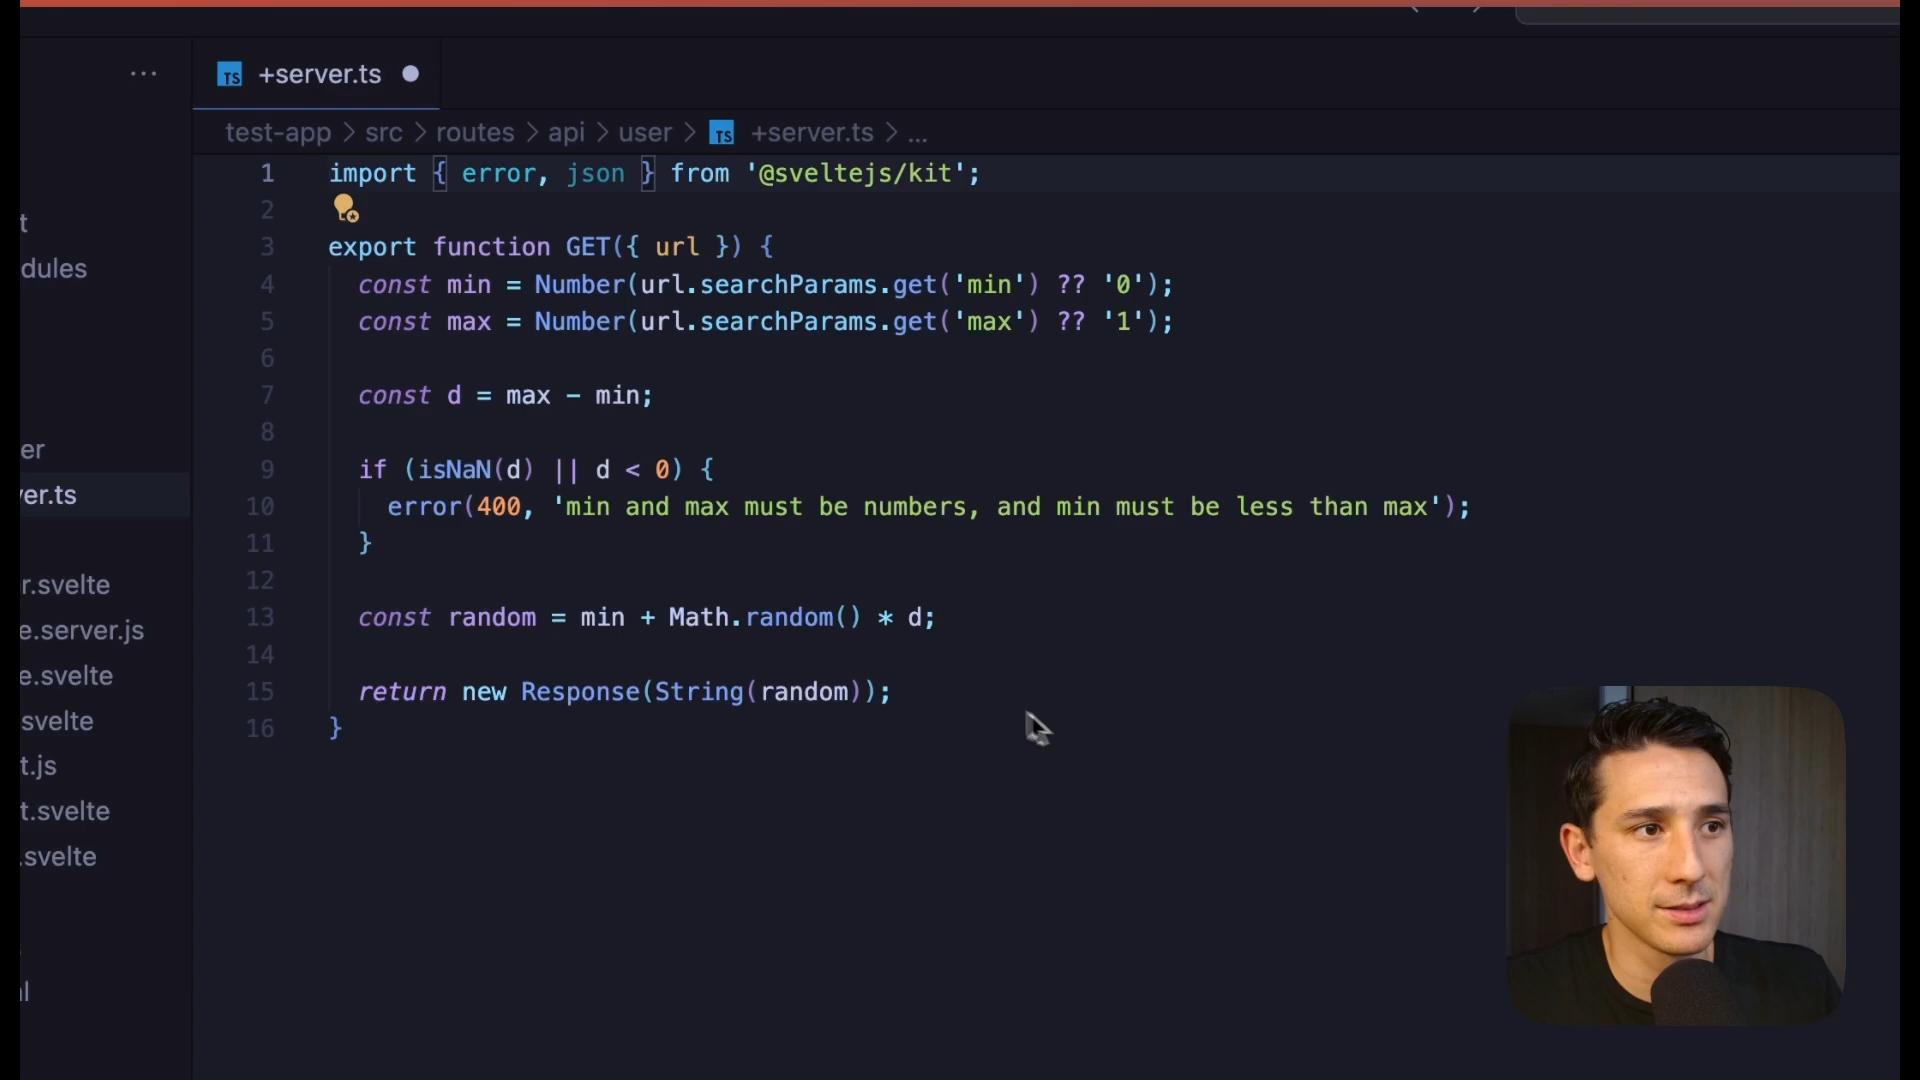 TS +server.ts
test-app > src > routes > api > user > TS +server.ts > ...
1 import { error, json } from '@sveltejs/kit';
2
3 export function GET({ url }) {
4 const min = Number(url.searchParams.get('min') ?? '0');
5 const max = Number(url.searchParams.get('max') ?? '1');
6
7 const d = max - min;
8
9 if (isNaN(d) || d < 0) {
10 error(400, 'min and max must be numbers, and min must be less than max');
11 }
12
13 const random = min + Math.random() * d;
14
15 return new Response(String(random));
16 }
t
dules
er
er.ts
r.svelte
e.server.js
e.svelte
svelte
t.js
t.svelte
.svelte